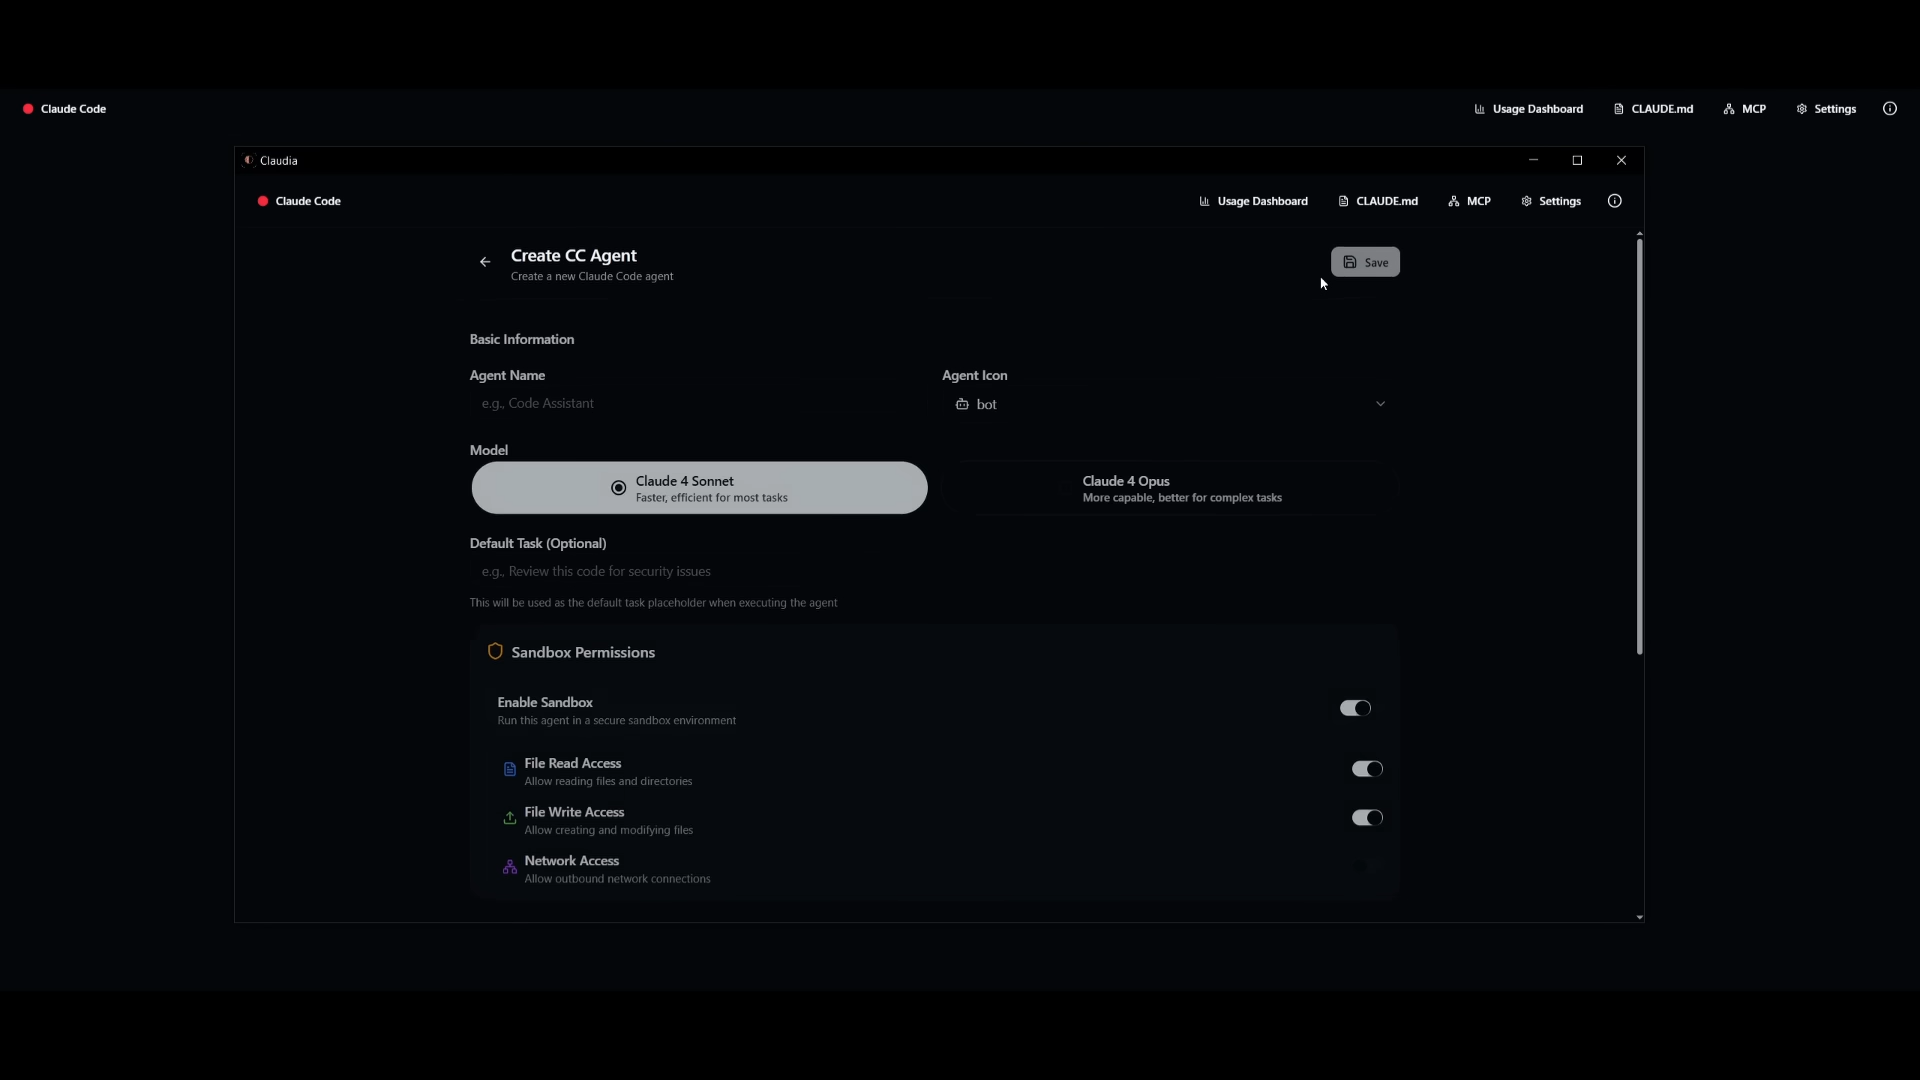 Claude Code
Usage Dashboard CLAUDE.md MCP Settings
Claudia
Claude Code
Usage Dashboard CLAUDE.md MCP Settings
Create CC Agent
Create a new Claude Code agent
Save
Basic Information
Agent Name
Agent Icon
e.g., Code Assistant
bot
Model
Claude 4 Sonnet
Faster, efficient for most tasks
Claude 4 Opus
More capable, better for complex tasks
Default Task (Optional)
e.g., Review this code for security issues
This will be used as the default task placeholder when executing the agent
Sandbox Permissions
Enable Sandbox
Run this agent in a secure sandbox environment
File Read Access
Allow reading files and directories
File Write Access
Allow creating and modifying files
Network Access
Allow outbound network connections